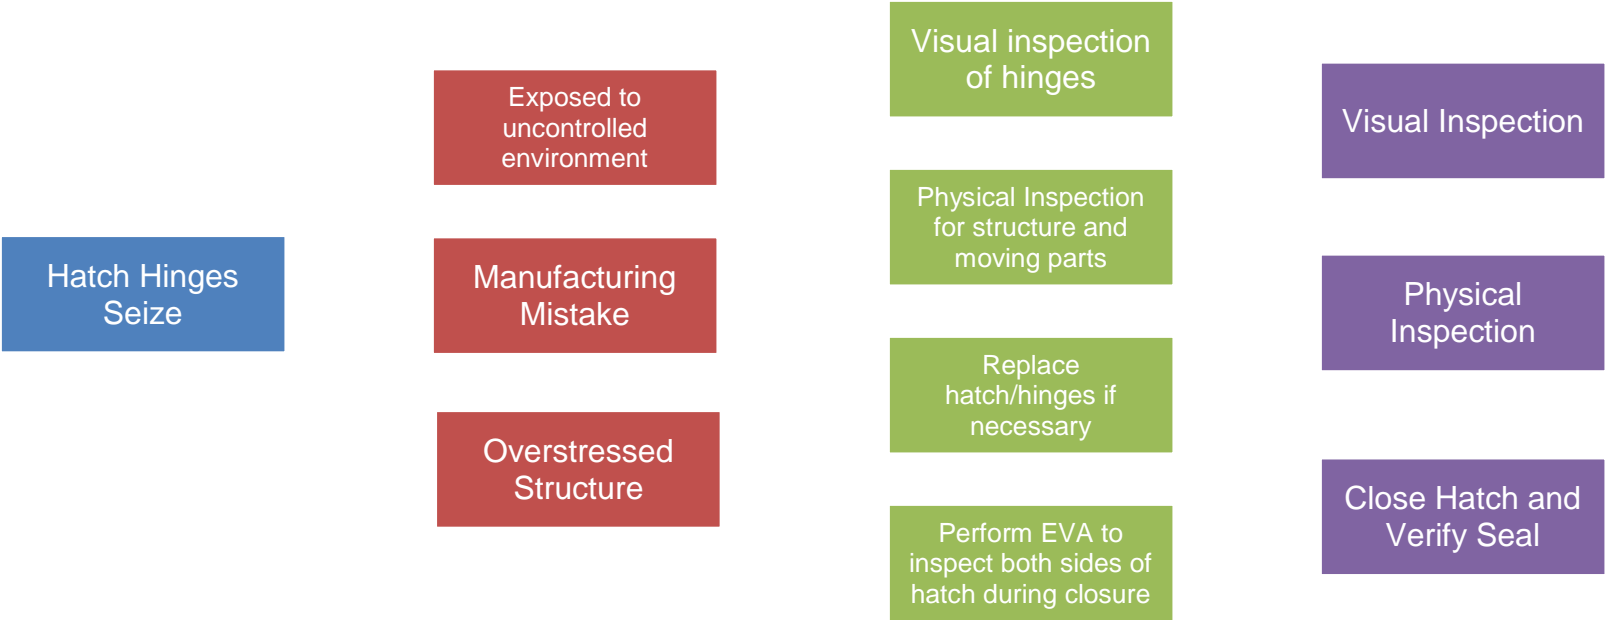 Hatch Hinges
Seize
Exposed to
uncontrolled
environment
Manufacturing
Mistake
Overstressed
Structure
Visual inspection
of hinges
Physical Inspection
for structure and
moving parts
Replace
hatch/hinges if
necessary
Perform EVA to
inspect both sides of
hatch during closure
Visual Inspection
Physical
Inspection
Close Hatch and
Verify Seal